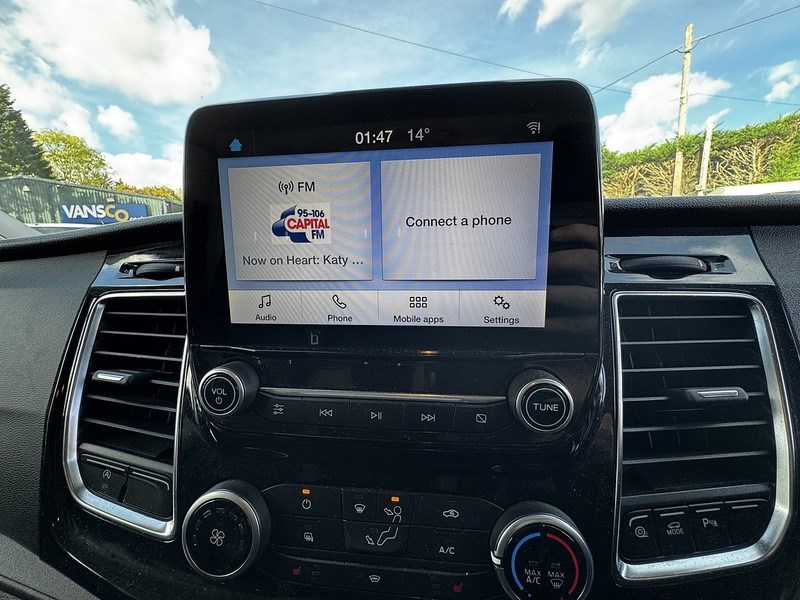 01:47 14°
VANSCO
FM
95-106
CAPITAL
FM
Now on Heart: Katy ...
Connect a phone
Audio Phone Mobile apps Settings
VOL
TUNE
OFF
MODE
A/C
MAX A/C
MAX